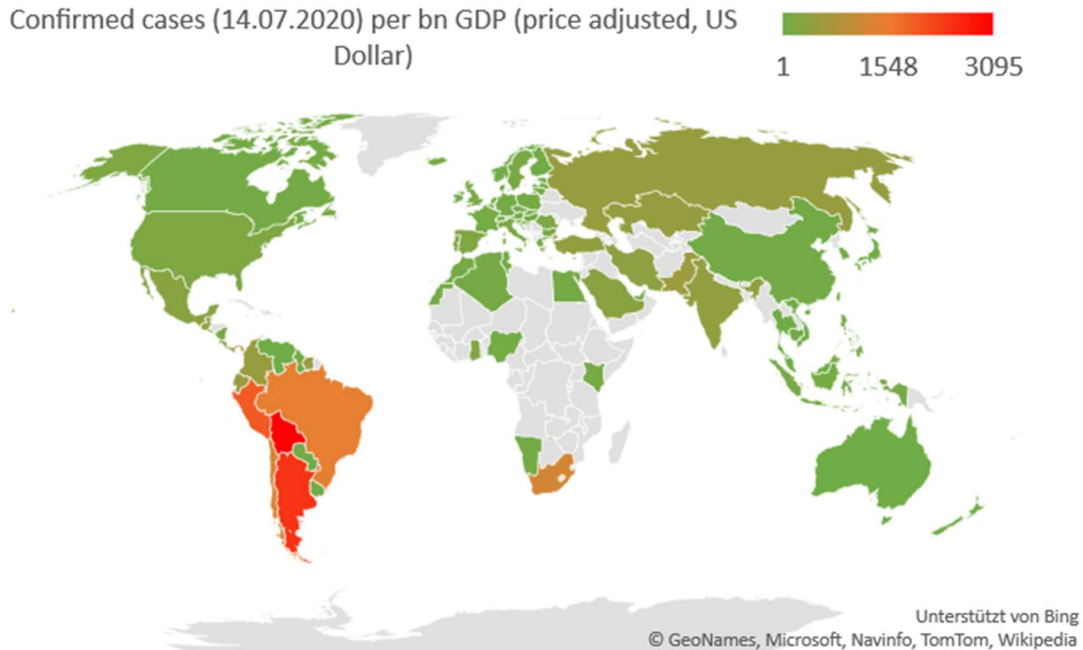 Confirmed cases (14.07.2020) per bn GDP (price adjusted, US
Dollar)
1 1548 3095
Unterstützt von Bing
© GeoNames, Microsoft, Navinfo, TomTom, Wikipedia